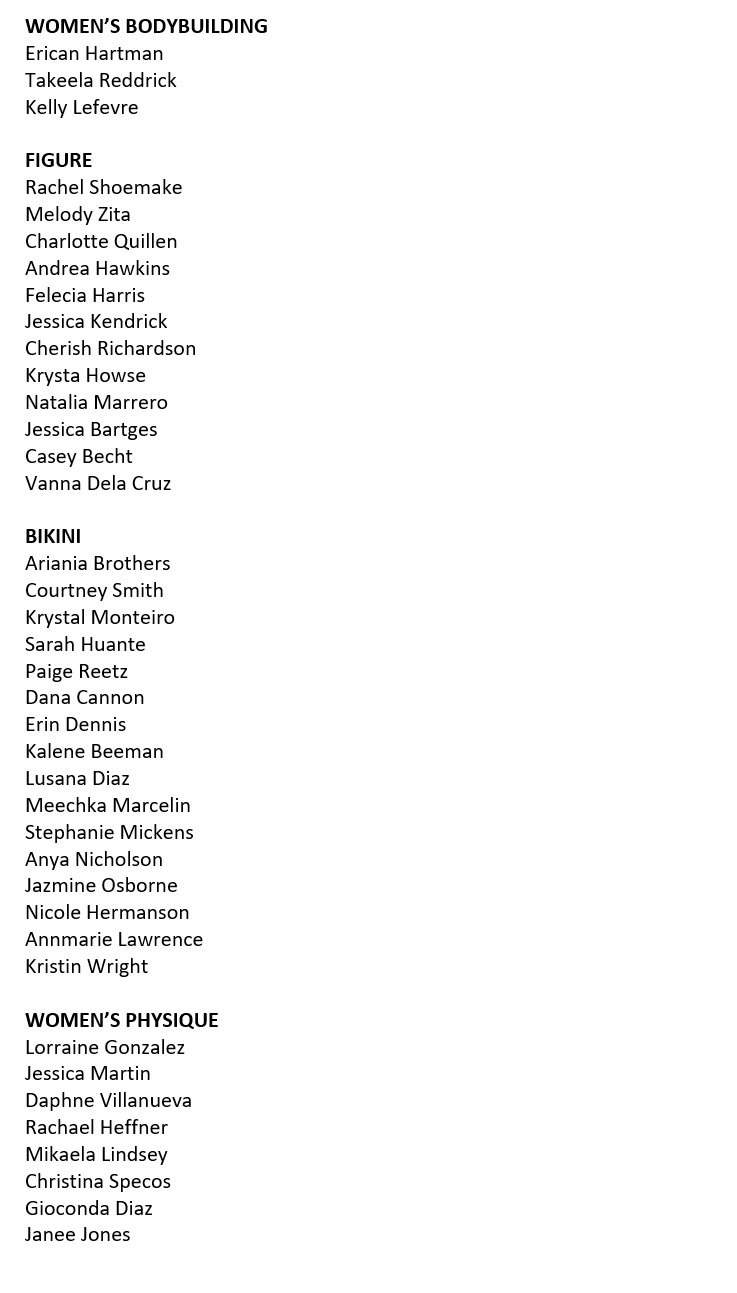 WOMEN’S BODYBUILDING
Erican Hartman
Takeela Reddrick
Kelly Lefevre
FIGURE
Rachel Shoemake
Melody Zita
Charlotte Quillen
Andrea Hawkins
Felecia Harris
Jessica Kendrick
Cherish Richardson
Krysta Howse
Natalia Marrero
Jessica Bartges
Casey Becht
Vanna Dela Cruz
BIKINI
Ariania Brothers
Courtney Smith
Krystal Monteiro
Sarah Huante
Paige Reetz
Dana Cannon
Erin Dennis
Kalene Beeman
Lusana Diaz
Meechka Marcelin
Stephanie Mickens
Anya Nicholson
Jazmine Osborne
Nicole Hermanson
Annmarie Lawrence
Kristin Wright
WOMEN’S PHYSIQUE
Lorraine Gonzalez
Jessica Martin
Daphne Villanueva
Rachael Heffner
Mikaela Lindsey
Christina Specos
Gioconda Diaz
Janee Jones